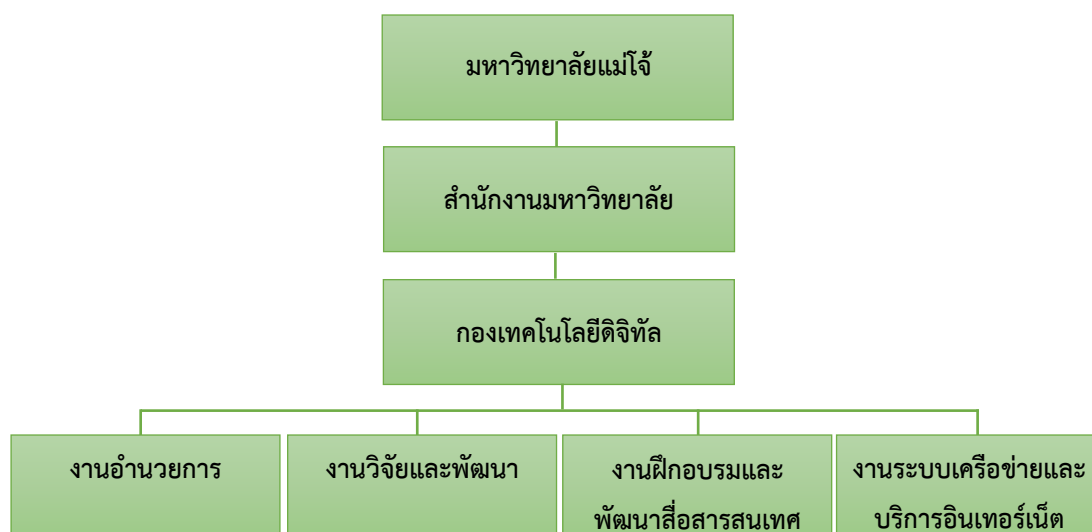 มหาวิทยาลัยแม่โจ้
สำนักงานมหาวิทยาลัย
กองเทคโนโลยีดิจิทัล
งานอำนวยการ
งานวิจัยและพัฒนา
งานฝึกอบรมและ
พัฒนาสื่อสารสนเทศ
งานระบบเครือข่ายและ
บริการอินเทอร์เน็ต